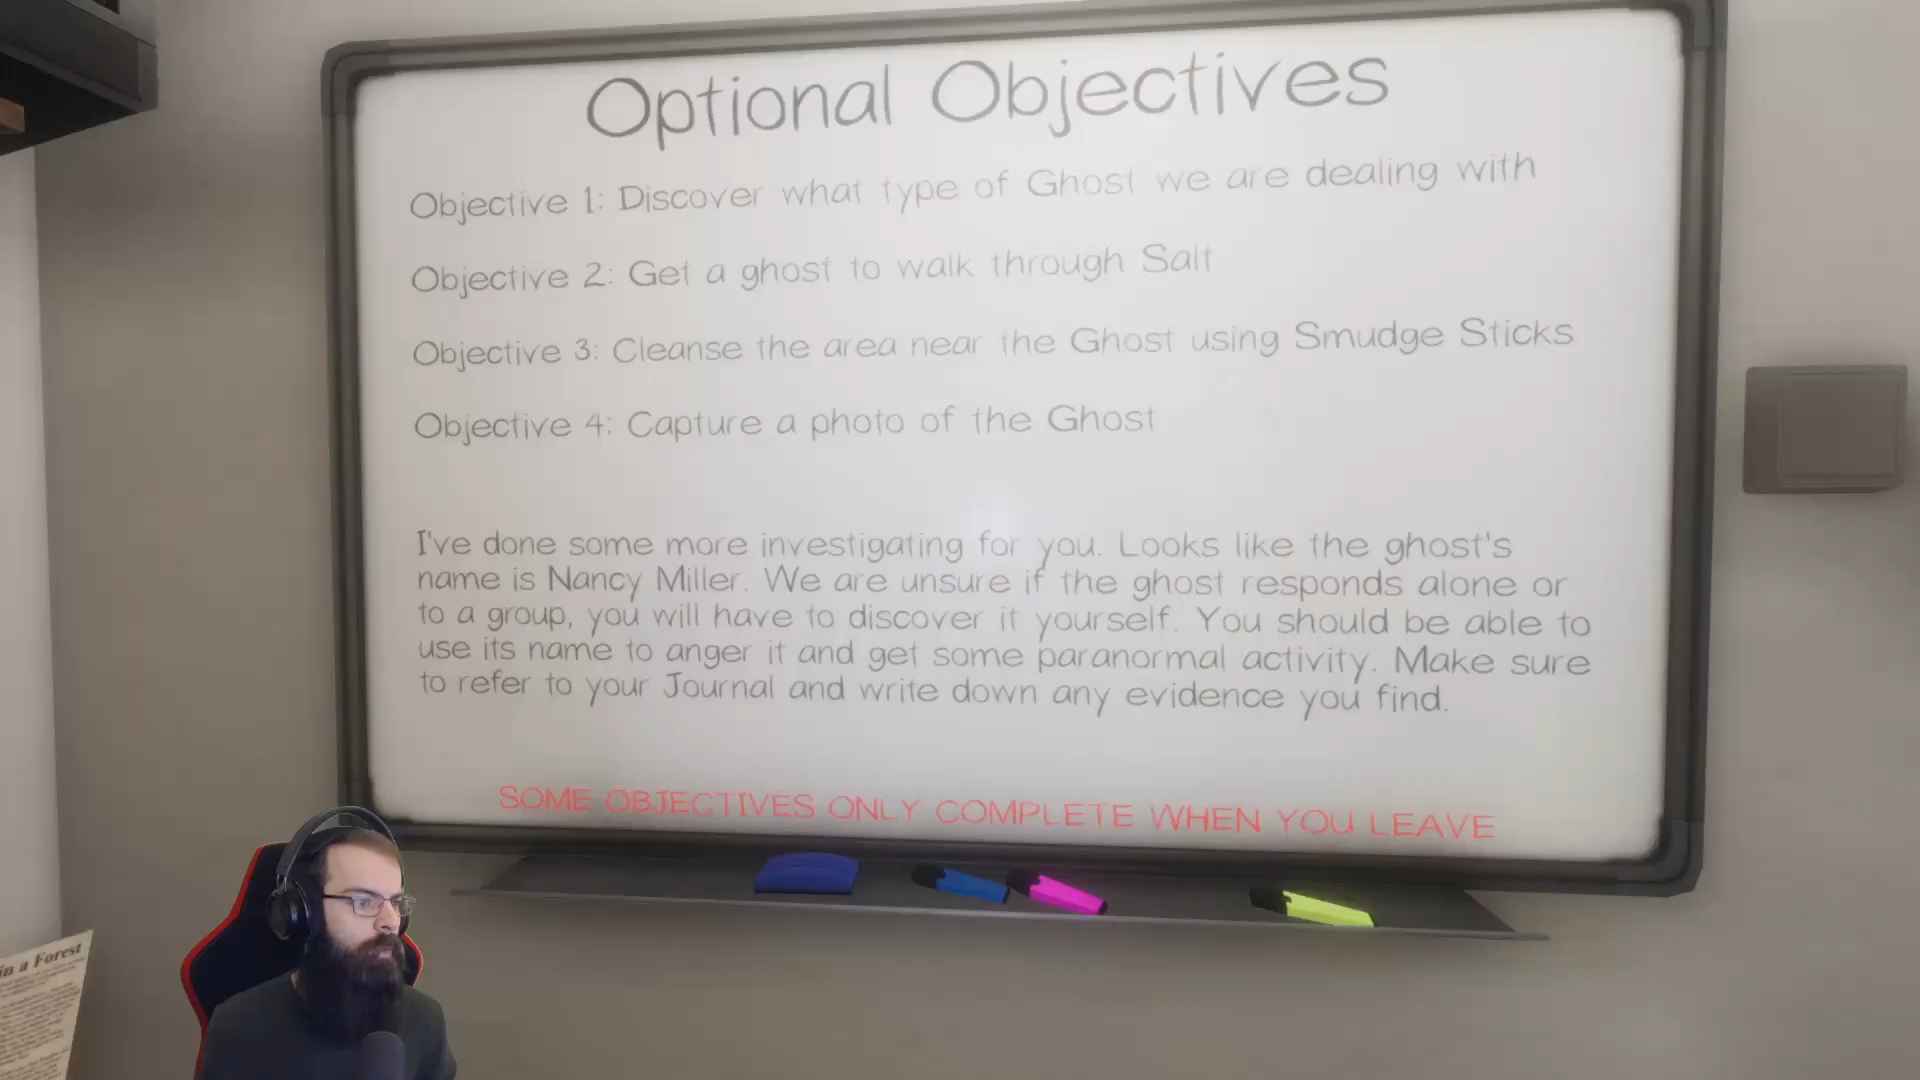 Optional Objectives
Objective 1: Discover what type of Ghost we are dealing with
Objective 2: Get a ghost to walk through Salt
Objective 3: Cleanse the area near the Ghost using Smudge Sticks
Objective 4: Capture a photo of the Ghost
I've done some more investigating for you. Looks like the ghost's
name is Nancy Miller. We are unsure if the ghost responds alone or
to a group, you will have to discover it yourself. You should be able to
use its name to anger it and get some paranormal activity. Make sure
to refer to your Journal and write down any evidence you find.
SOME OBJECTIVES ONLY COMPLETE WHEN YOU LEAVE
in a Forest